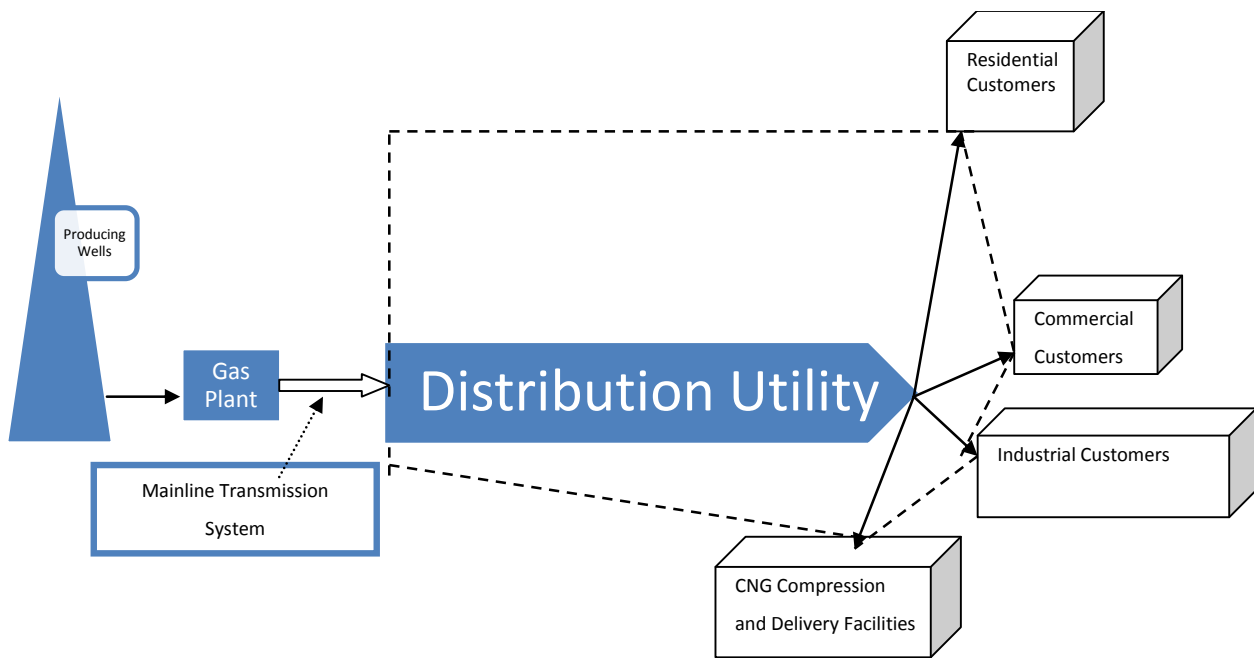 Residential
Customers
Producing
Wells
Commercial
Customers
Gas
Plant
Distribution Utility
Industrial Customers
Mainline Transmission
System
CNG Compression
and Delivery Facilities